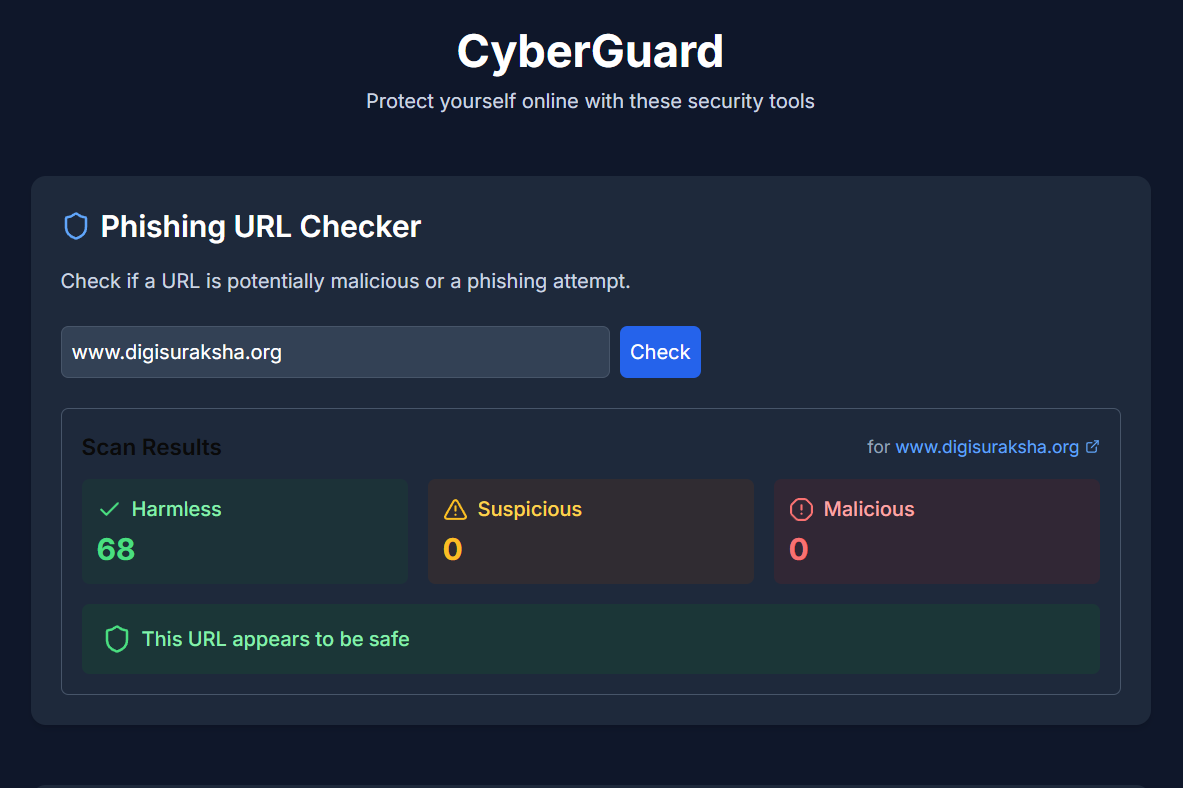 CyberGuard
Protect yourself online with these security tools
Phishing URL Checker
Check if a URL is potentially malicious or a phishing attempt.
www.digisuraksha.org
Check
Scan Results
for www.digisuraksha.org
Harmless
68
Suspicious
0
Malicious
0
This URL appears to be safe